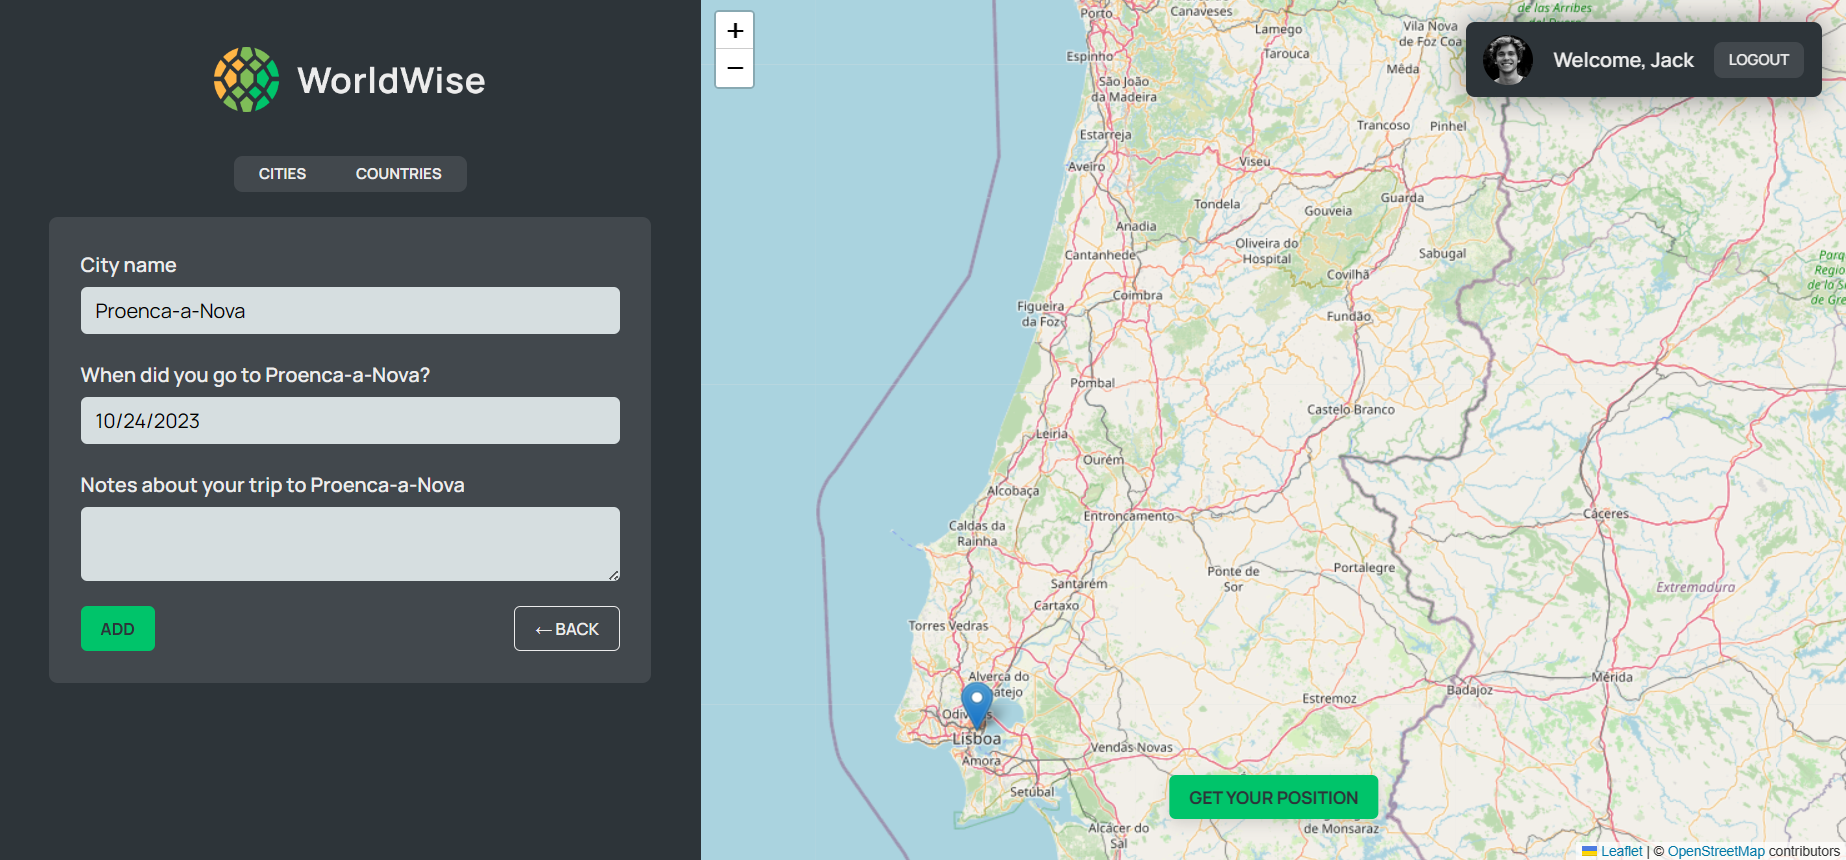 WorldWise
CITIES
COUNTRIES
City name
Proenca-a-Nova
When did you go to Proenca-a-Nova?
10/24/2023
Notes about your trip to Proenca-a-Nova
ADD
←BACK
+
−
Welcome, Jack
LOGOUT
Porto
Canaveses
de las Arribes
Vila Nova
de Foz Coa
Lamego
Tarouca
Espinho
Mêda
São João
da Madeira
Estarreja
Trancoso
Pinhel
Aveiro
Viseu
Tondela
Gouveia
Guarda
Anadia
Oliveira do
Hospital
Sabugal
Cantanhede
Covilhã
Coimbra
Figueira
da Foz
Fundão
Pombal
Castelo Branco
Leiria
Ourém
Alcobaça
Entroncamento
Cáceres
Caldas da
Rainha
Ponte de
Sor
Portalegre
Santarém
Extremadura
Cartaxo
Torres Vedras
Alverca do
Mérida
Badajoz
Estremoz
Lisboa
Vendas Novas
Amora
Setúbal
GET YOUR POSITION
Alcácer do
Sal
de Monsaraz
Leaflet | © OpenStreetMap contributors